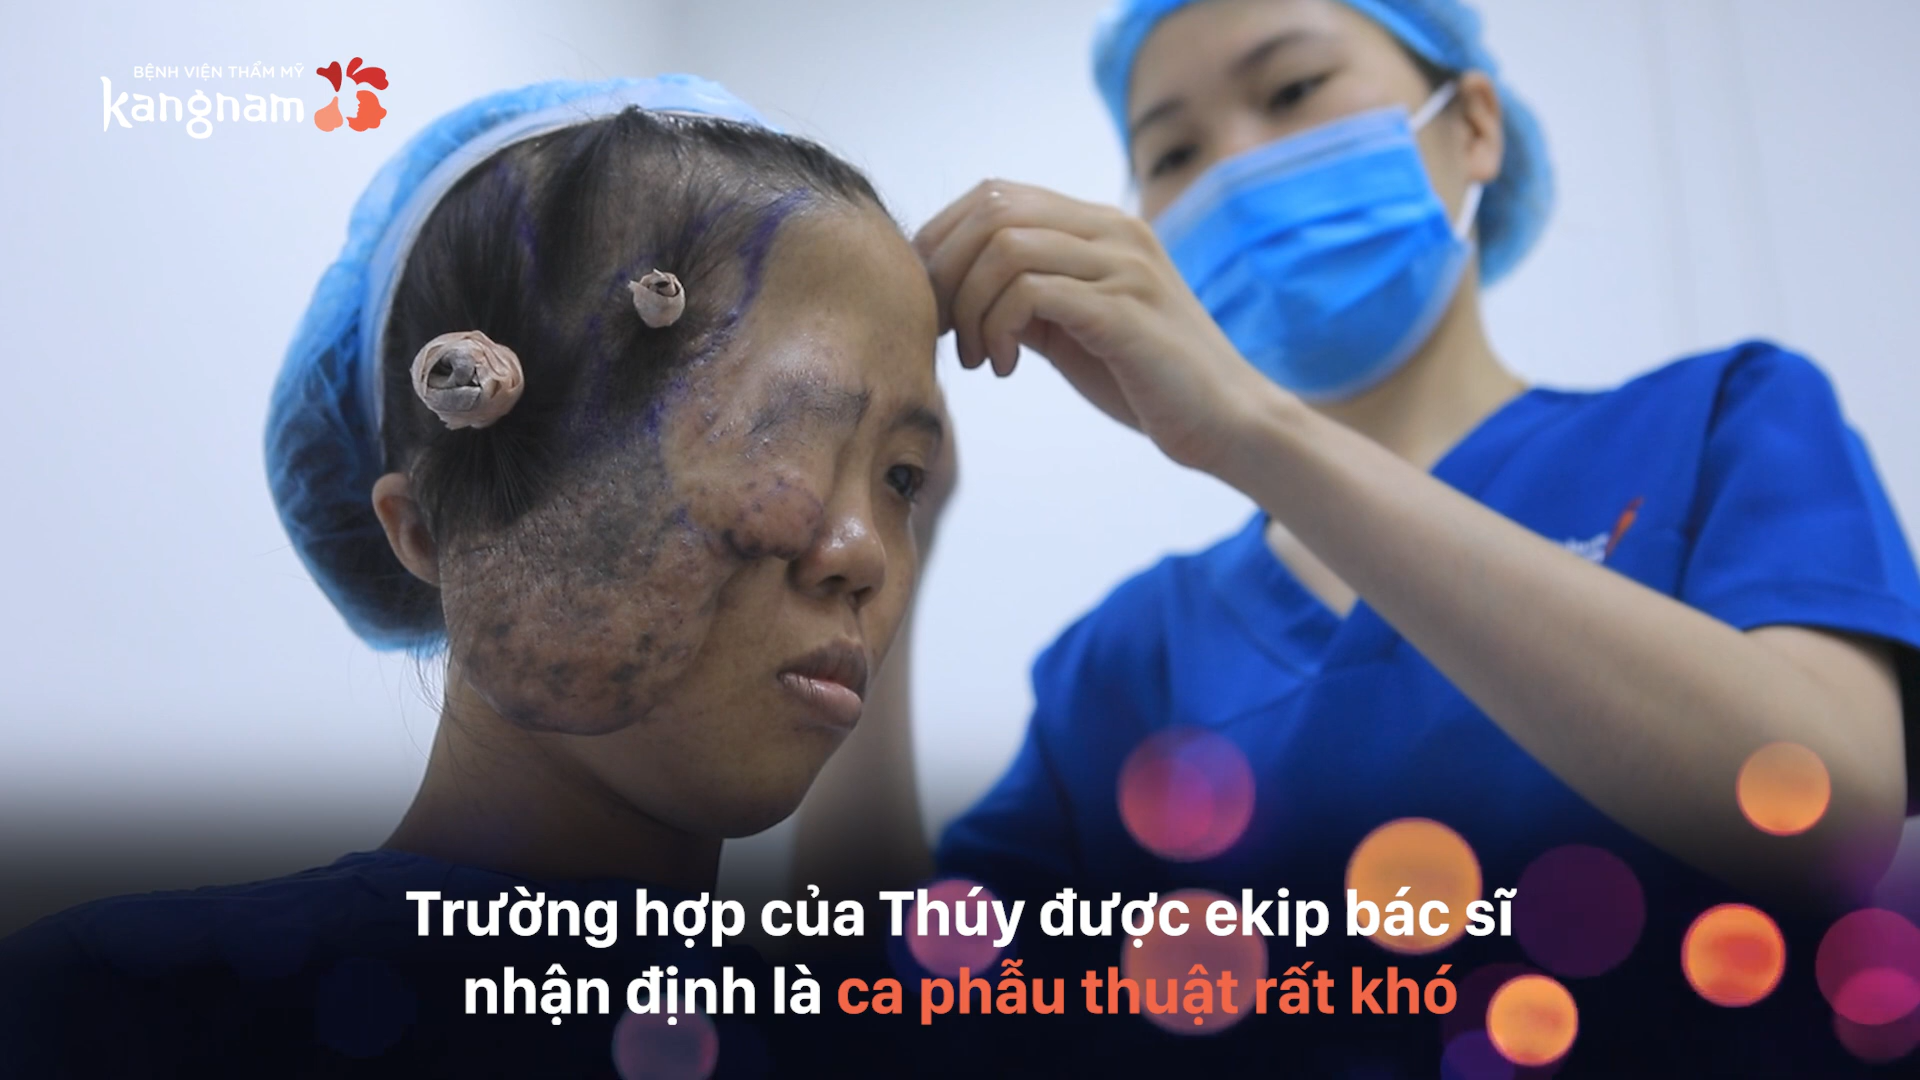 BỆNH VIỆN THẨM MỸ
kangnam
Trường hợp của Thúy được ekip bác sĩ
nhận định là ca phẫu thuật rất khó